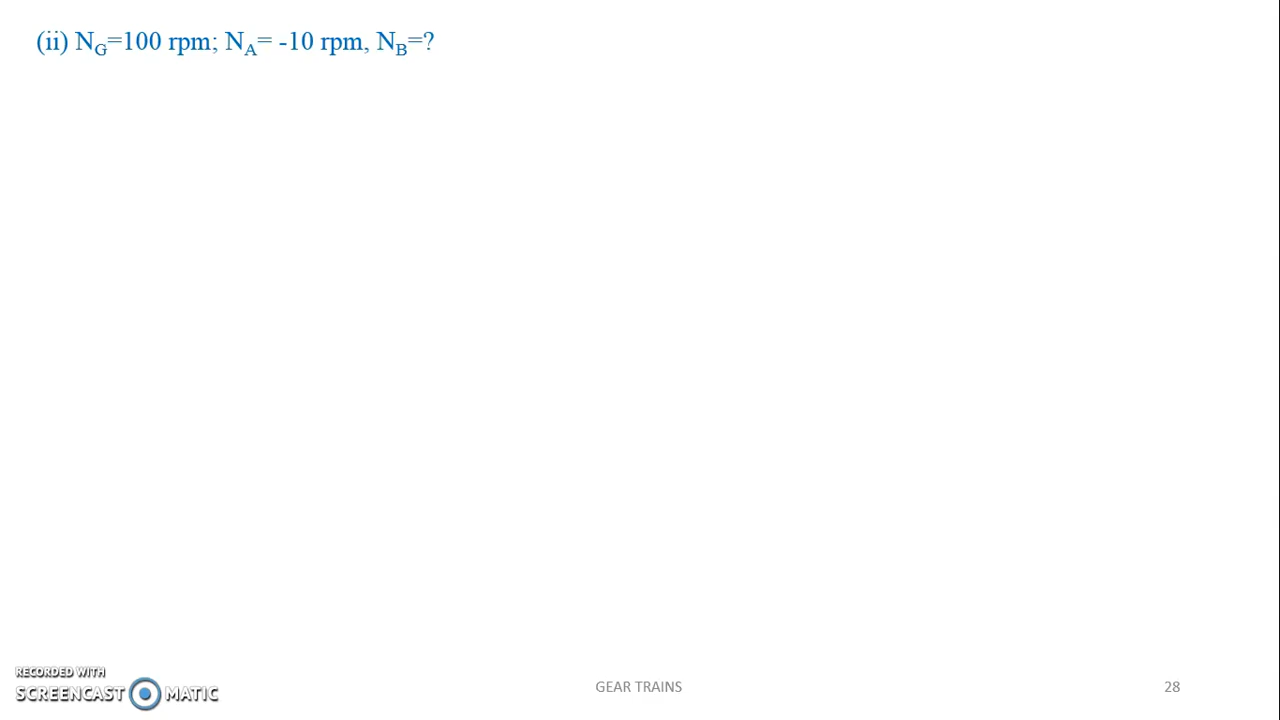 (ii) N_G=100 rpm; N_A= -10 rpm, N_B=?
RECORDED WITH
SCREENCAST MATIC
GEAR TRAINS
28